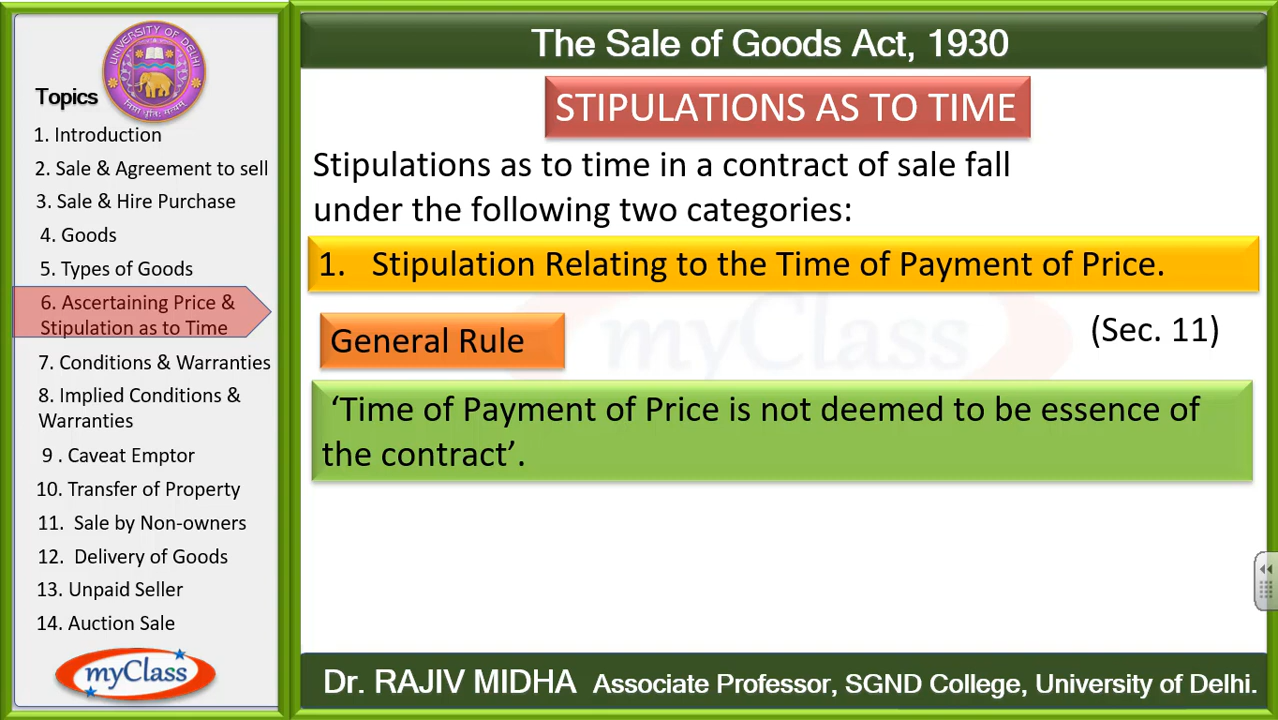 UNIVERSITY OF DELHI
Topics
1. Introduction
2. Sale & Agreement to sell
3. Sale & Hire Purchase
4. Goods
5. Types of Goods
6. Ascertaining Price &
Stipulation as to Time
7. Conditions & Warranties
8. Implied Conditions &
Warranties
9 . Caveat Emptor
10. Transfer of Property
11. Sale by Non-owners
12. Delivery of Goods
13. Unpaid Seller
14. Auction Sale
myClass
The Sale of Goods Act, 1930
STIPULATIONS AS TO TIME
Stipulations as to time in a contract of sale fall
under the following two categories:
1. Stipulation Relating to the Time of Payment of Price.
General Rule
(Sec. 11)
myClass
‘Time of Payment of Price is not deemed to be essence of
the contract’.
Dr. RAJIV MIDHA Associate Professor, SGND College, University of Delhi.